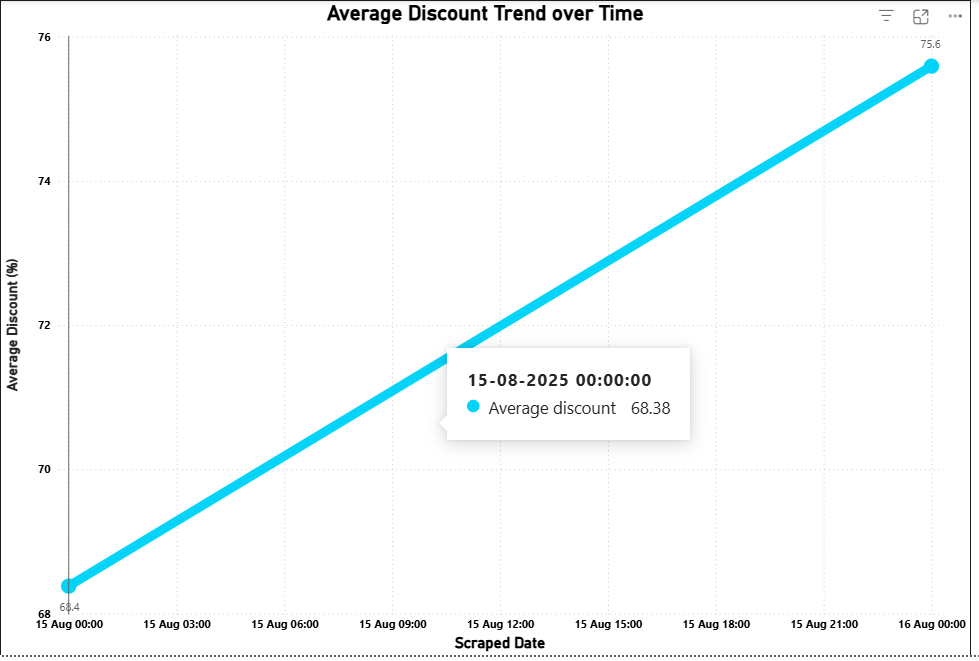 Average Discount Trend over Time
76
75.6
74
72
70
68
68.4
Average Discount (%)
15-08-2025 00:00:00
Average discount 68.38
15 Aug 00:00 15 Aug 03:00 15 Aug 06:00 15 Aug 09:00 15 Aug 12:00 15 Aug 15:00 15 Aug 18:00 15 Aug 21:00 16 Aug 00:00
Scraped Date